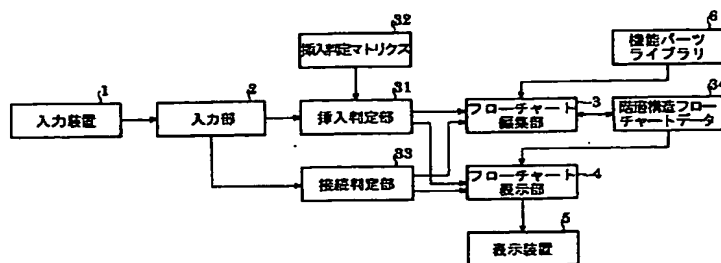 32
挿入判定マトリクス
6
機能パーツ
ライブラリ
1
入力装置
2
入力部
31
挿入判定部
フローチャート
編集部
3
34
階層構造フロー
チャートデータ
33
接続判定部
フローチャート
表示部
4
5
表示装置